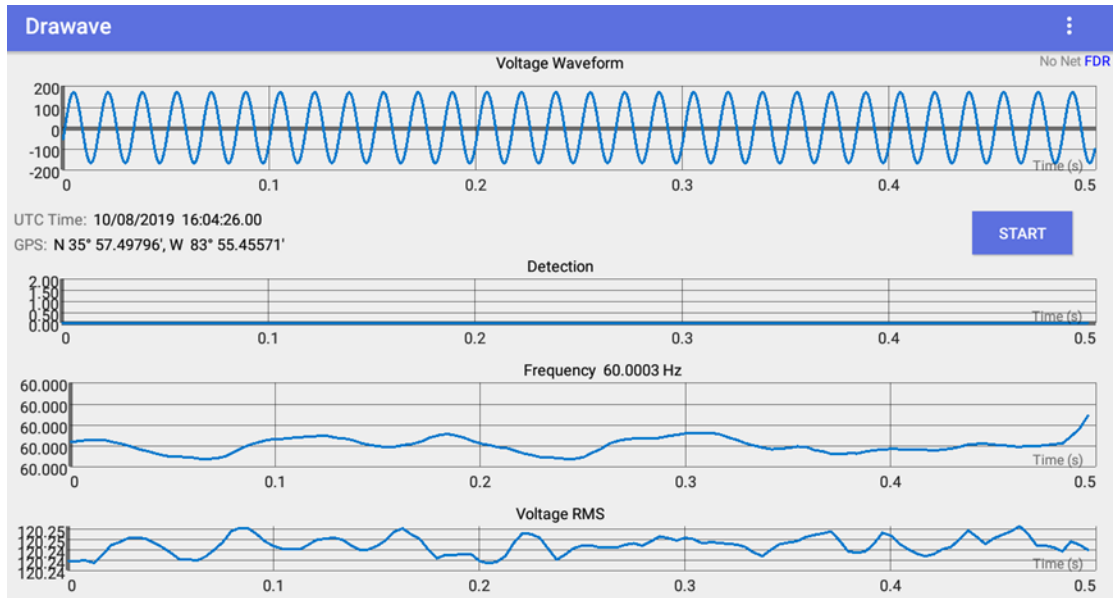 Drawave
Voltage Waveform
No Net FDR
200
100
0
-100
-200
Time (s)
0 0.1 0.2 0.3 0.4 0.5
UTC Time: 10/08/2019 16:04:26.00
START
GPS: N 35° 57.49796', W 83° 55.45571'
Detection
2.00
1.50
1.00
0.50
0.00
Time (s)
0 0.1 0.2 0.3 0.4 0.5
Frequency 60.0003 Hz
60.000
60.000
60.000
60.000
60.000
Time (s)
0 0.1 0.2 0.3 0.4 0.5
Voltage RMS
120.25
120.25
120.24
120.24
120.24
Time (s)
0 0.1 0.2 0.3 0.4 0.5